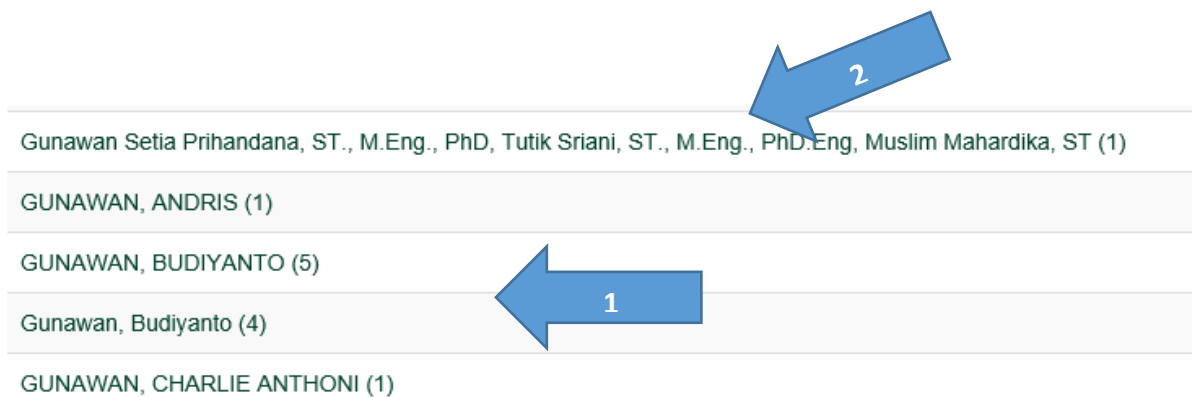 2
Gunawan Setia Prihandana, ST., M.Eng., PhD, Tutik Sriani, ST., M.Eng., PhD.Eng, Muslim Mahardika, ST (1)
GUNAWAN, ANDRIS (1)
GUNAWAN, BUDIYANTO (5)
1
Gunawan, Budiyanto (4)
GUNAWAN, CHARLIE ANTHONI (1)